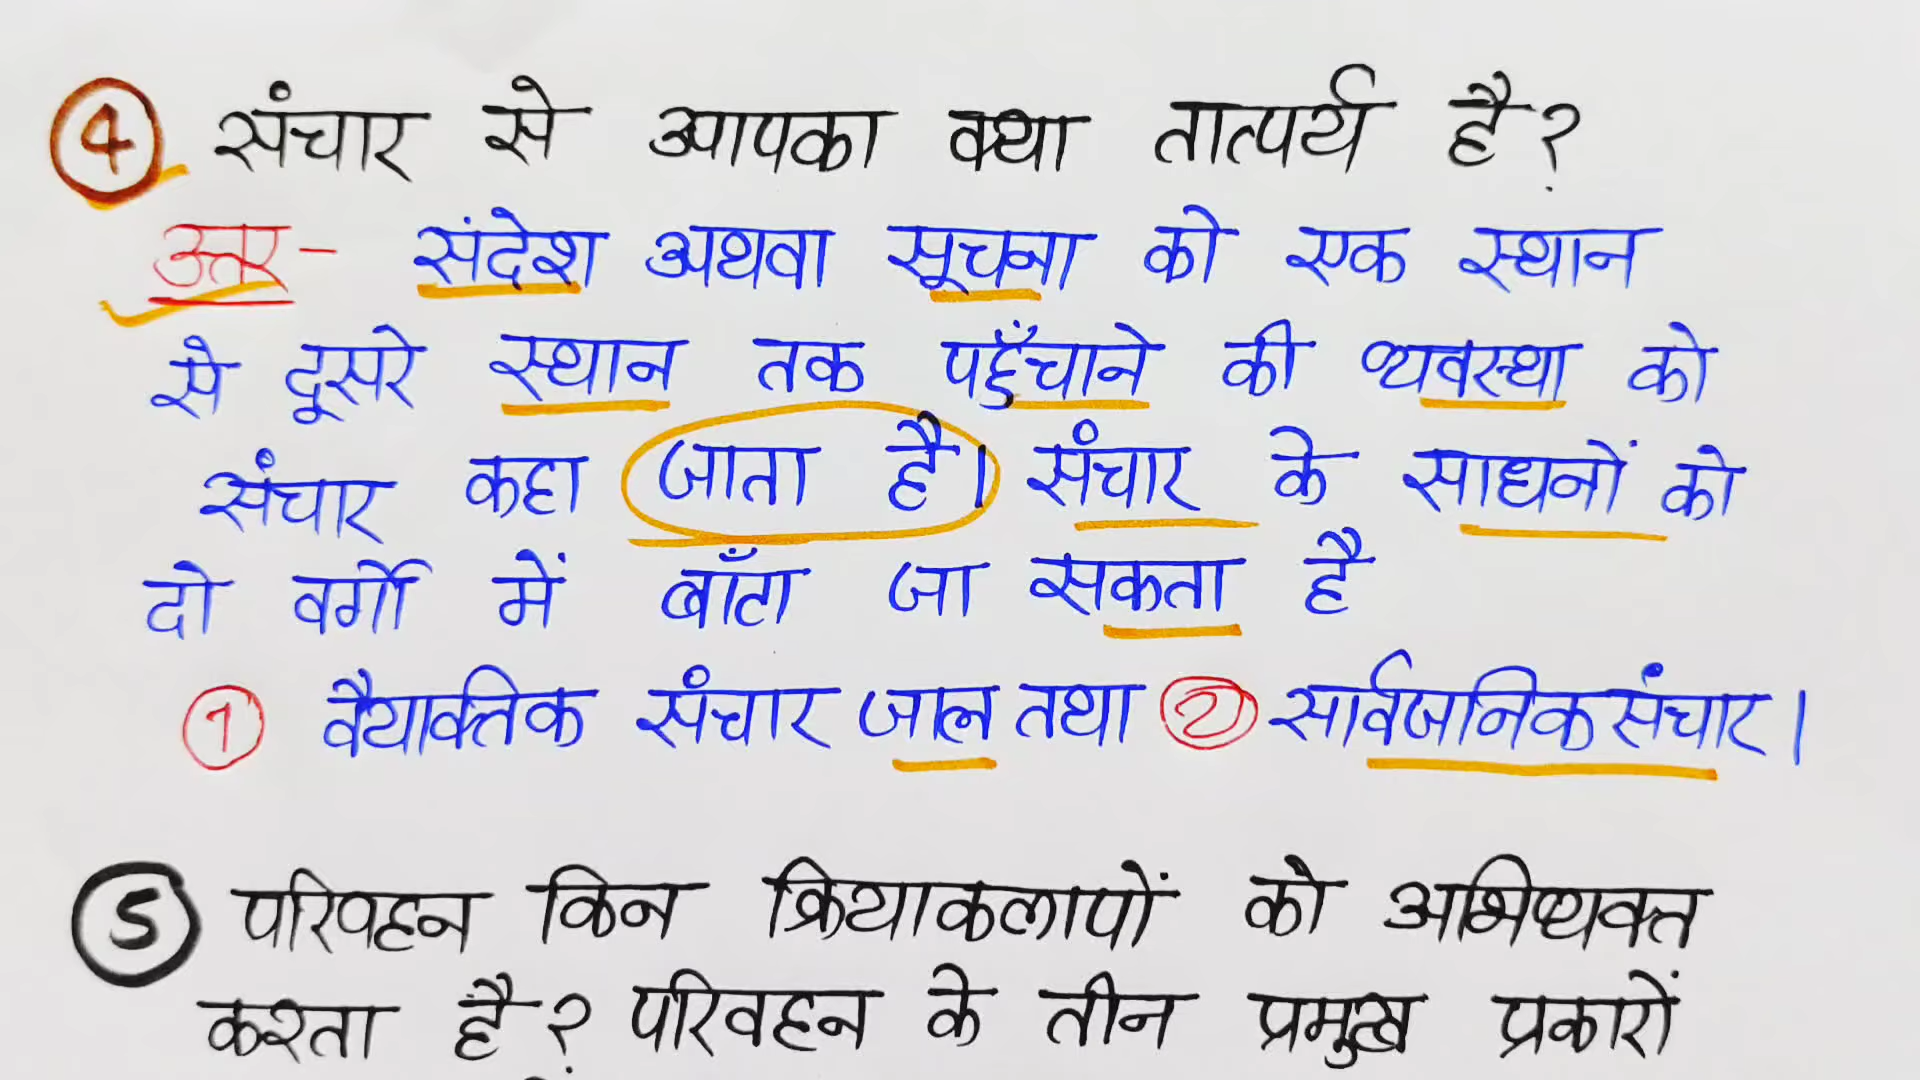 ④ संचार से आपका क्या तात्पर्य है?
उत्तर- संदेश अथवा सूचना को एक स्थान
से दूसरे स्थान तक पहुँचाने की व्यवस्था को
संचार कहा जाता है। संचार के साधनों को
दो वर्गो में बाँटा जा सकता है
① वैयाक्तिक संचार जाल तथा ② सार्वजनिक संचार।
⑤ परिवहन किन क्रियाकलापों को अभिव्यक्त
करता है? परिवहन के तीन प्रमुख प्रकारों